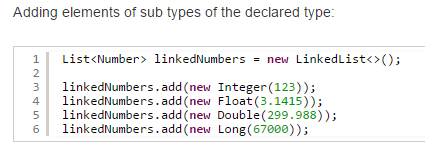 Adding elements of sub types of the declared type:
1 List<Number> linkedNumbers = new LinkedList<>();
2
3 linkedNumbers.add(new Integer(123));
4 linkedNumbers.add(new Float(3.1415));
5 linkedNumbers.add(new Double(299.988));
6 linkedNumbers.add(new Long(67000));